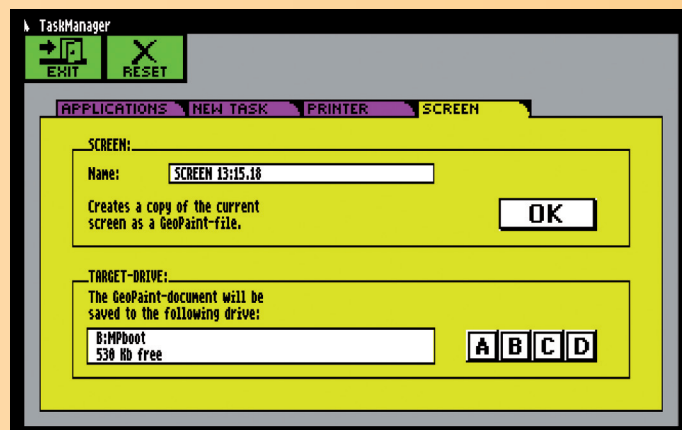 TaskManager
EXIT RESET
APPLICATIONS NEW TASK PRINTER SCREEN
SCREEN:
Name: SCREEN 13:15.18
Creates a copy of the current
screen as a GeoPaint-file.
OK
TARGET-DRIVE:
The GeoPaint-document will be
saved to the following drive:
B:MPboot
530 Kb free
A B C D